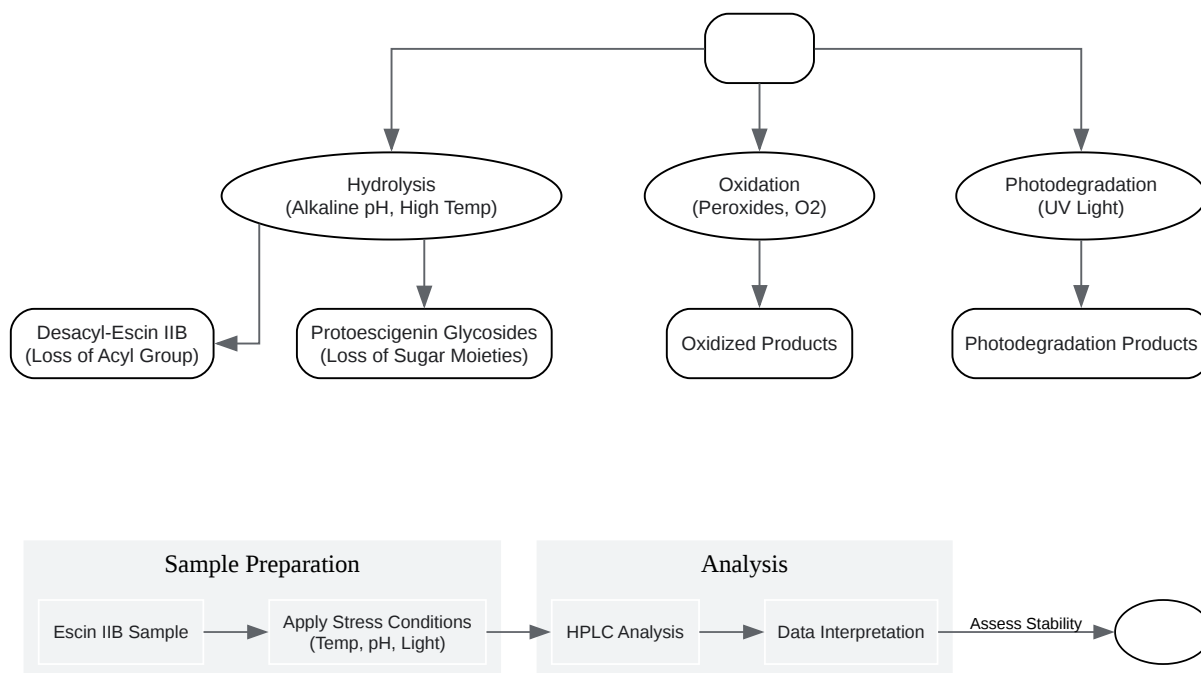 Hydrolysis
(Alkaline pH, High Temp)
Oxidation
(Peroxides, O2)
Photodegradation
(UV Light)
Desacyl-Escin IIB
(Loss of Acyl Group)
Protoescigenin Glycosides
(Loss of Sugar Moieties)
Oxidized Products
Photodegradation Products
Sample Preparation
Analysis
Escin IIB Sample
Apply Stress Conditions
(Temp, pH, Light)
HPLC Analysis
Data Interpretation
Assess Stability